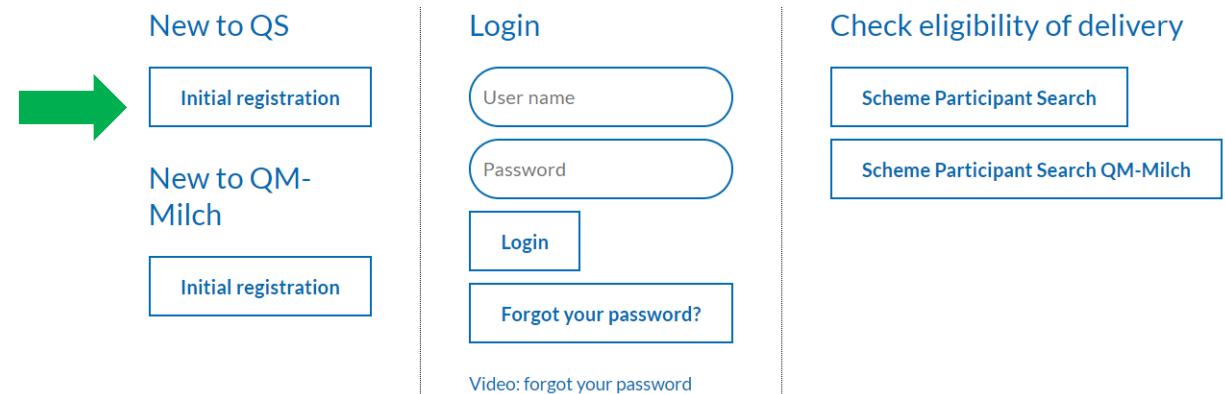 New to QS
Initial registration
New to QM-
Milch
Initial registration
Login
User name
Password
Login
Forgot your password?
Video: forgot your password
Check eligibility of delivery
Scheme Participant Search
Scheme Participant Search QM-Milch